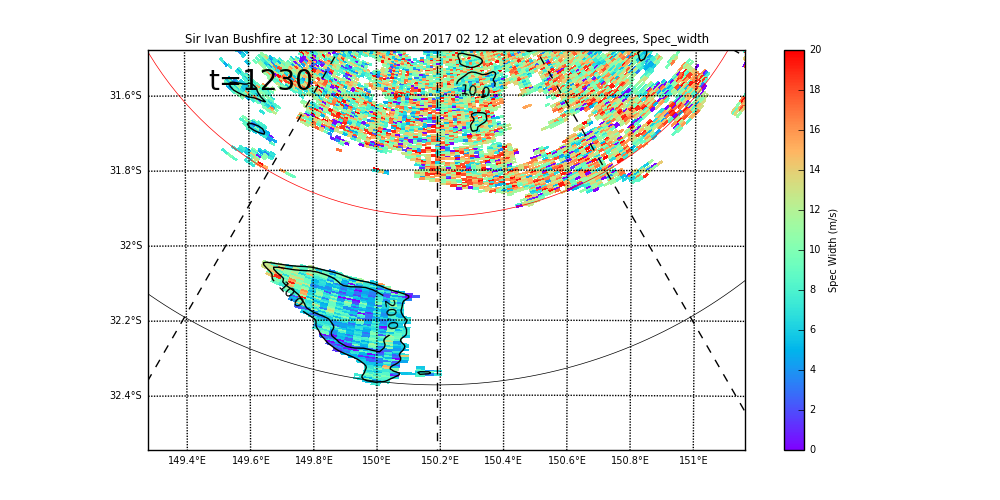 Sir Ivan Bushfire at 12:30 Local Time on 2017 02 12 at elevation 0.9 degrees, Spec_width
t=1230
10.0
31.6°S
31.8°S
32°S
32.2°S
32.4°S
10.0
20.0
149.4°E 149.6°E 149.8°E 150°E 150.2°E 150.4°E 150.6°E 150.8°E 151°E
20
18
16
14
12
10
8
6
4
2
0
Spec Width (m/s)